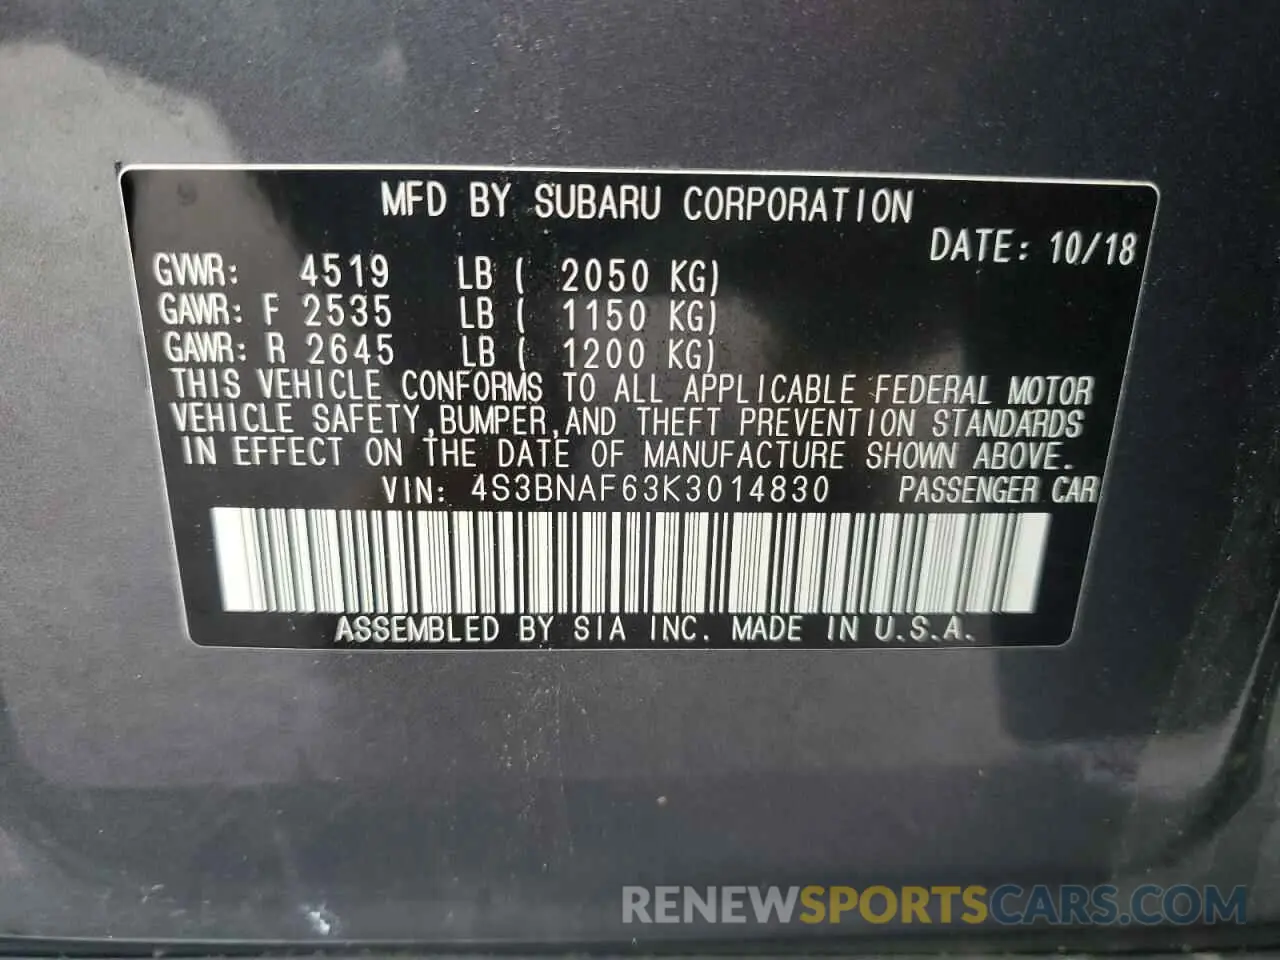 MFD BY SUBARU CORPORATION
DATE: 10/18
GVWR: 4519 LB ( 2050 KG)
GAWR: F 2535 LB ( 1150 KG)
GAWR: R 2645 LB ( 1200 KG)
THIS VEHICLE CONFORMS TO ALL APPLICABLE FEDERAL MOTOR
VEHICLE SAFETY,BUMPER,AND THEFT PREVENTION STANDARDS
IN EFFECT ON THE DATE OF MANUFACTURE SHOWN ABOVE.
VIN: 4S3BNAF63K3014830 PASSENGER CAR
ASSEMBLED BY SIA INC. MADE IN U.S.A.
RENEWSPORTSCARS.COM